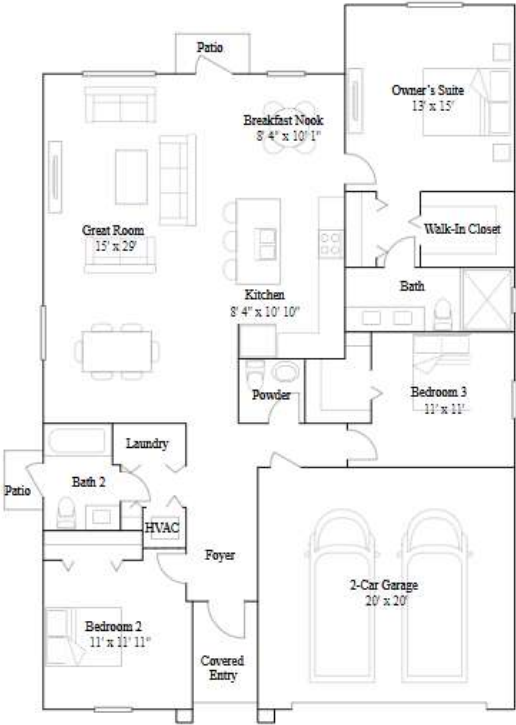 Patio
Owner's Suite
13' x 15'
Breakfast Nook
8' 4" x 10' 1"
Great Room
15' x 29'
Walk-In Closet
Bath
Kitchen
8' 4" x 10' 10"
Powder
Bedroom 3
11' x 11'
Laundry
Patio
Bath 2
HVAC
Foyer
2-Car Garage
20' x 20'
Bedroom 2
11' x 11' 11"
Covered
Entry